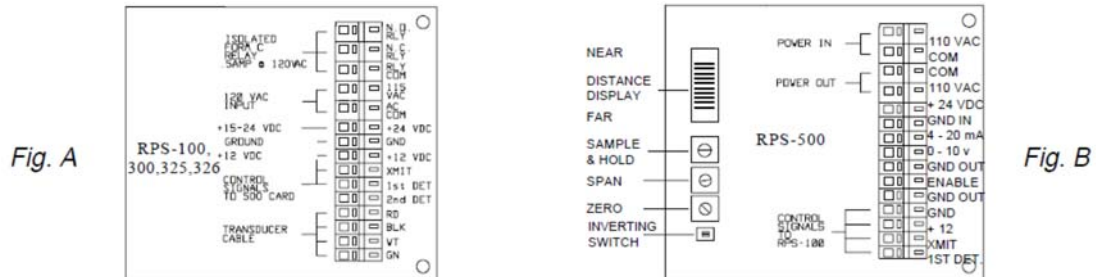 Fig. A
ISOLATED
FORM C
RELAY
.5AMP @ 120VAC
120 VAC
INPUT
+15-24 VDC
GROUND
+12 VDC
RPS-100,
300,325,326
CONTROL
SIGNALS
TO 500 CARD
TRANSDUCER
CABLE
N.O.
RLY
N.C.
RLY
RLY
COM
115
VAC
AC
COM
+24 VDC
GND
+12 VDC
XMIT
1st DET
2nd DET
RD
BLK
WT
GN
NEAR
DISTANCE
DISPLAY
FAR
SAMPLE
& HOLD
SPAN
ZERO
INVERTING
SWITCH
POWER IN
POWER OUT
RPS-500
CONTROL
SIGNALS
TO
RPS-100
110 VAC
COM
COM
110 VAC
+ 24 VDC
GND IN
4 - 20 mA
0 - 10 v
GND OUT
ENABLE
GND OUT
GND
+ 12
XMIT
1ST DET.
Fig. B